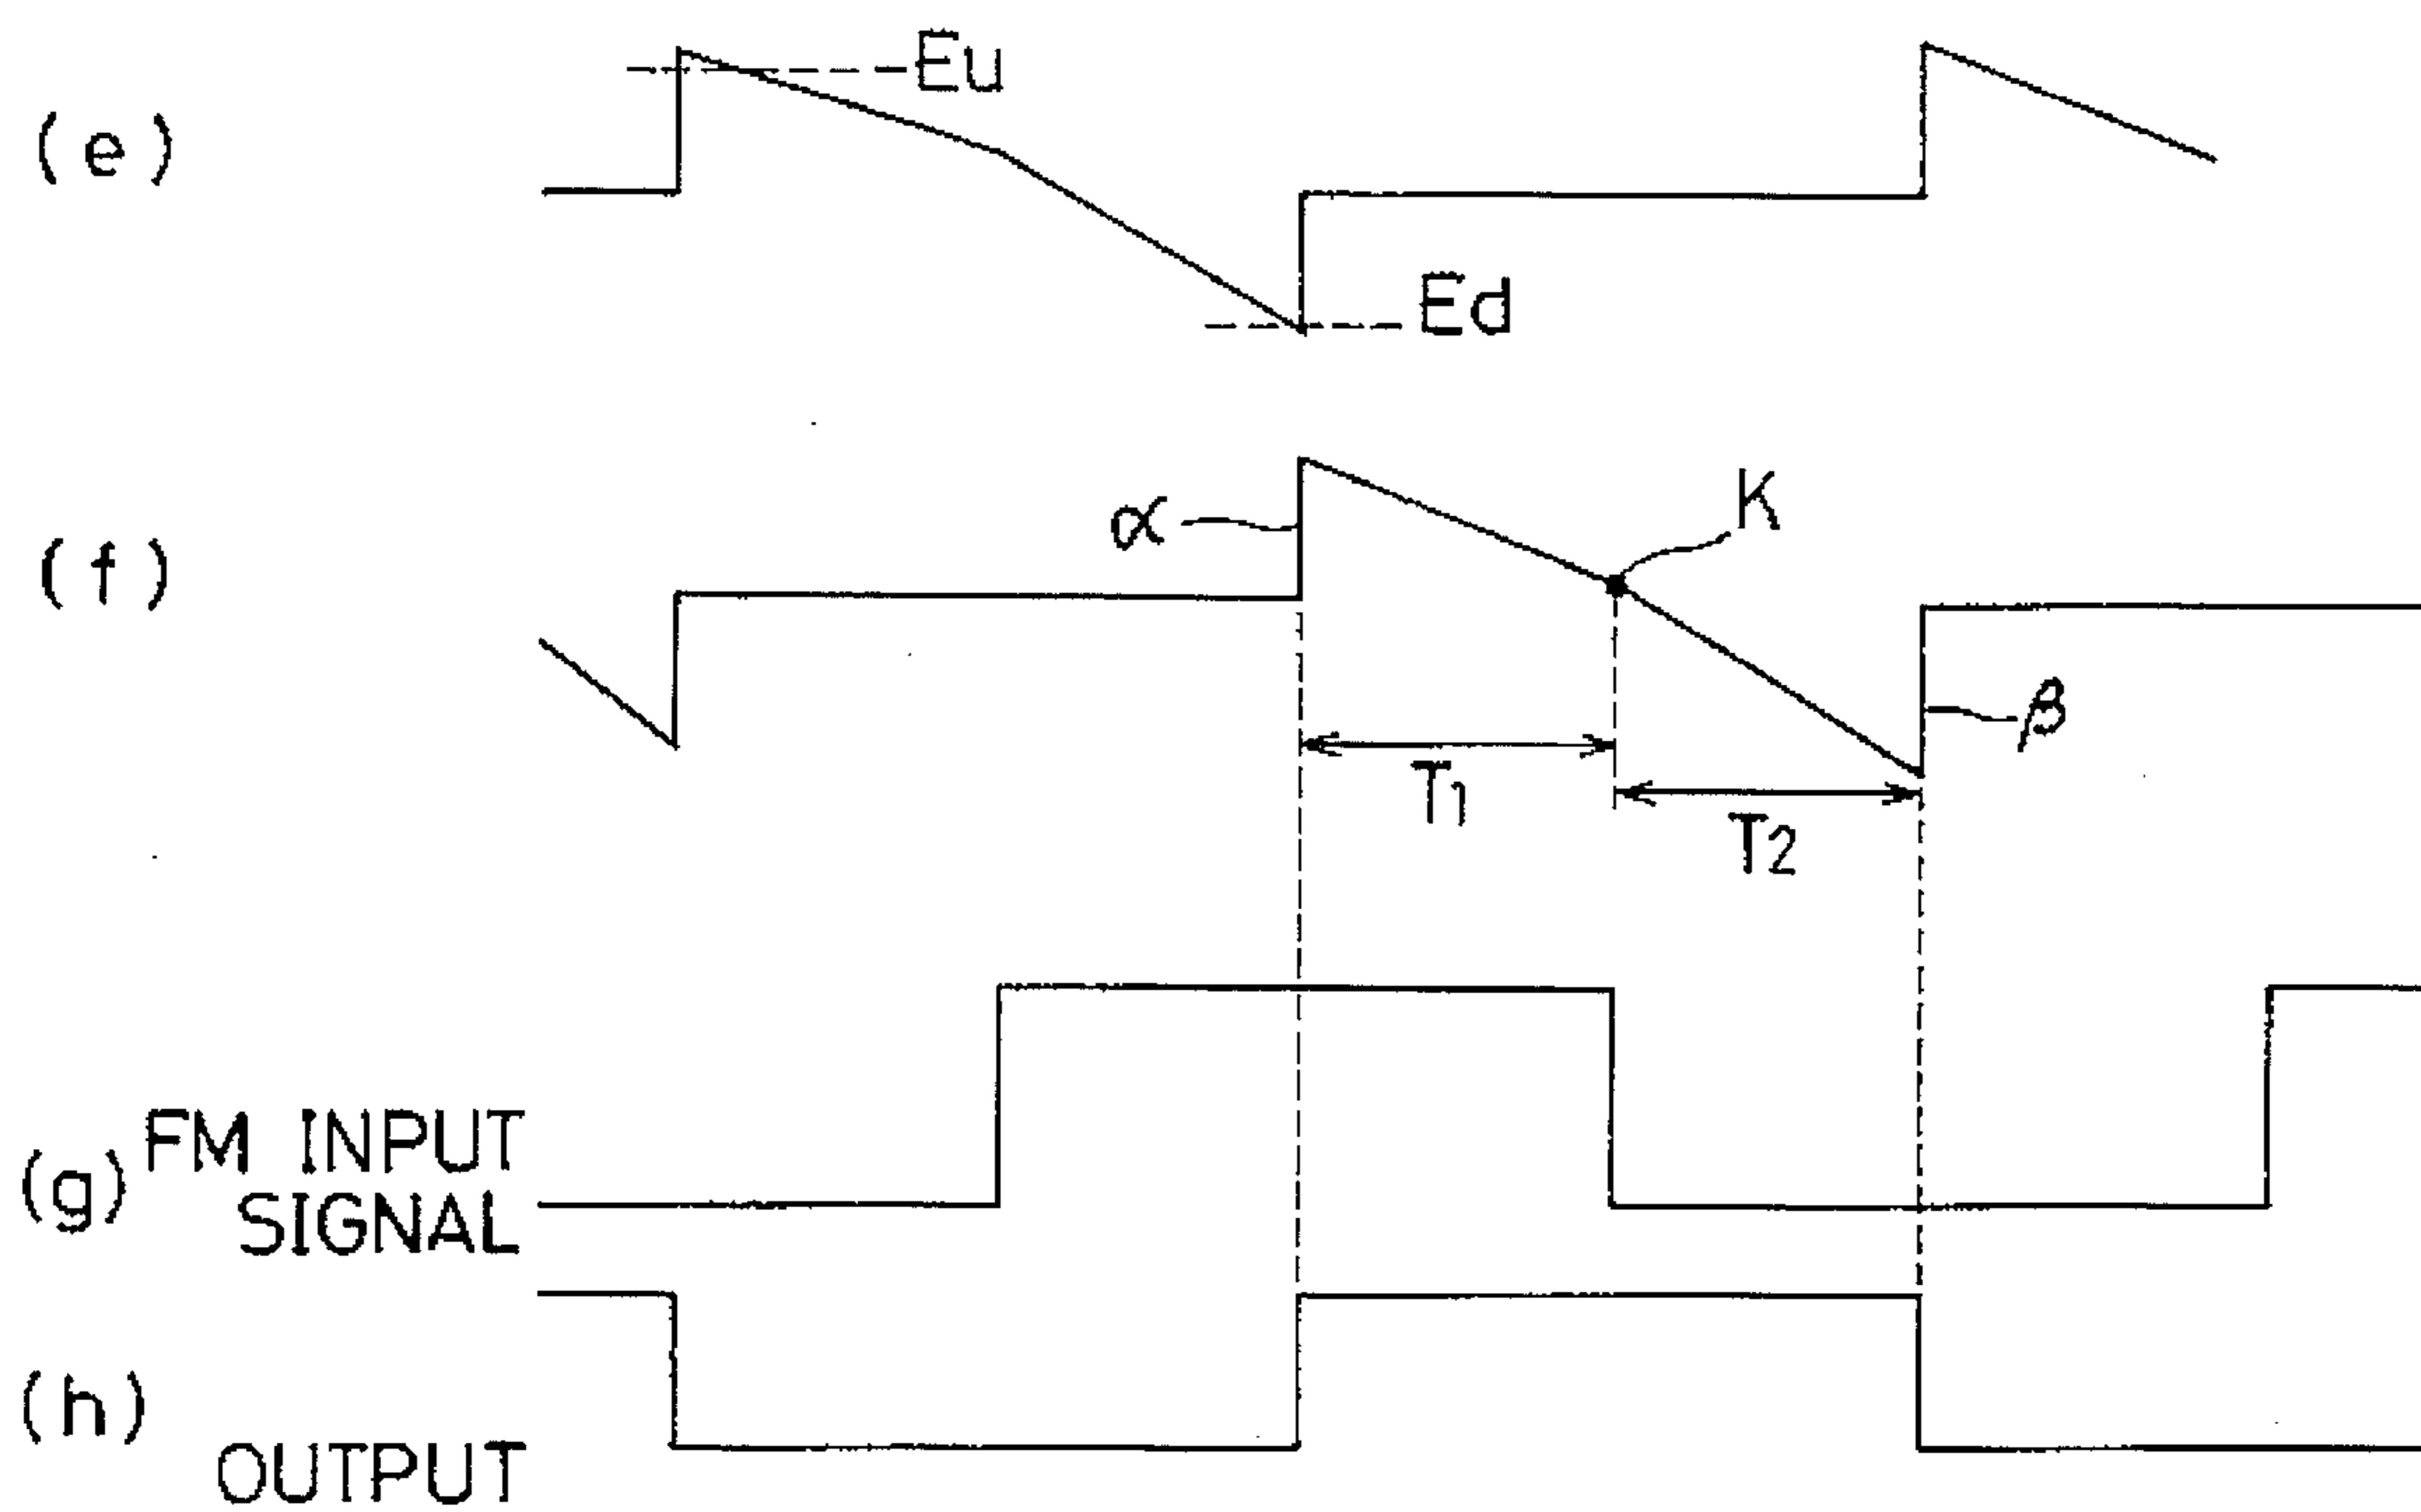 (e)
Eu
Ed
(f)
α
K
β
T1
T2
(g) FM INPUT
SIGNAL
(h)
OUTPUT